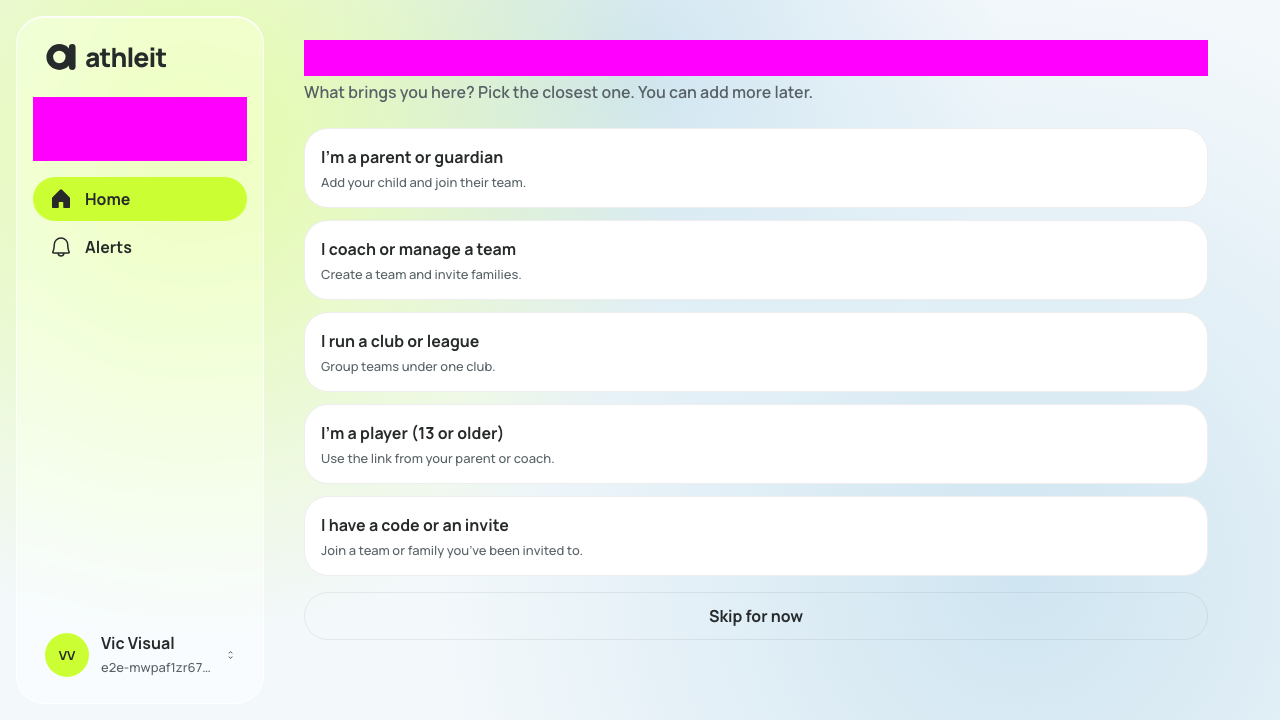 athleit
Home
Alerts
Vic Visual
VV
e2e-mwpaf1zr67...
What brings you here? Pick the closest one. You can add more later.
I'm a parent or guardian
Add your child and join their team.
I coach or manage a team
Create a team and invite families.
I run a club or league
Group teams under one club.
I'm a player (13 or older)
Use the link from your parent or coach.
I have a code or an invite
Join a team or family you've been invited to.
Skip for now